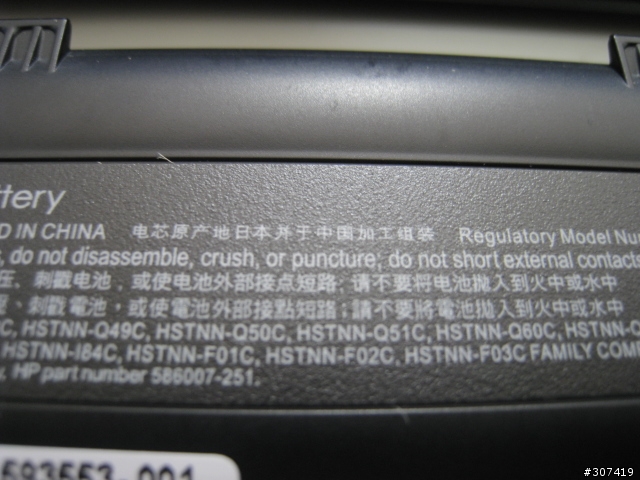 ttery
D IN CHINA 电芯原产地日本并于中国加工组装 Regulatory Model Nu
, do not disassemble, crush, or puncture; do not short external contacts
压、刺戳电池，或使电池外部接点短路；请不要将电池抛入到火中或水中
、刺戳電池，或使電池外部接點短路；請不要將電池拋入到火中或水中
C, HSTNN-Q49C, HSTNN-Q50C, HSTNN-Q51C, HSTNN-Q60C, HSTNN-
HSTNN-I84C, HSTNN-F01C, HSTNN-F02C, HSTNN-F03C FAMILY COM
. HP part number 586007-251.
593553-001
#307419